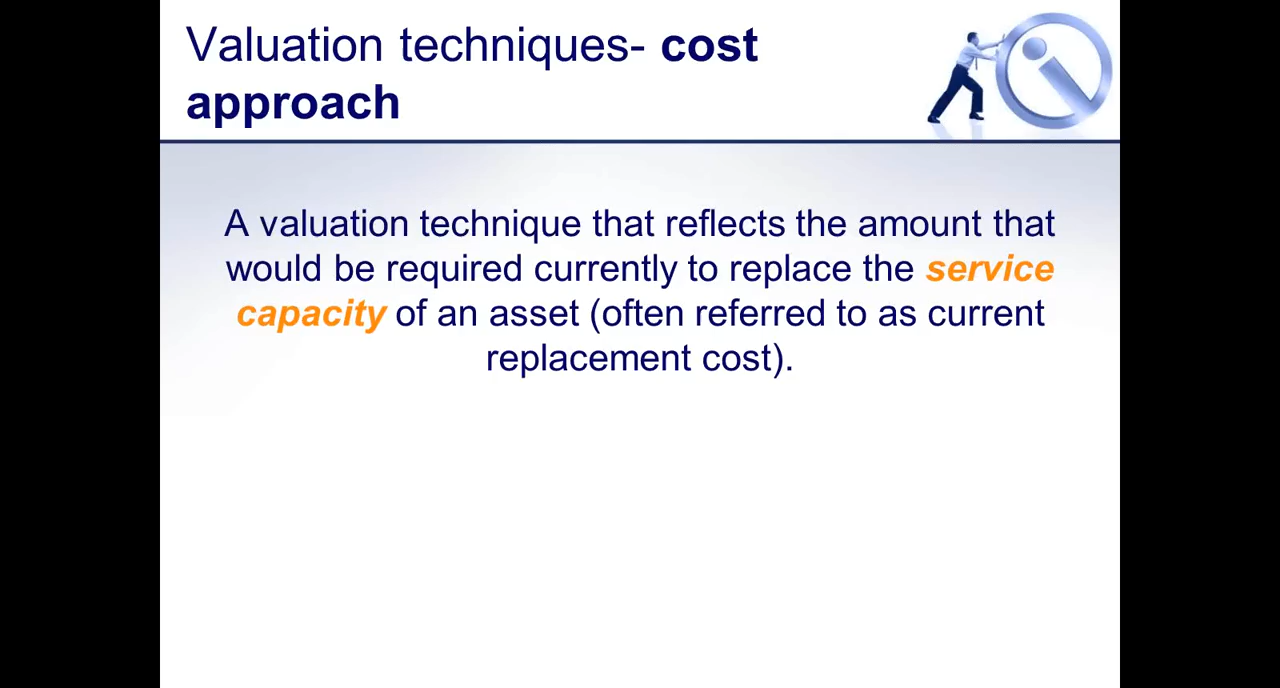 Valuation techniques- cost
approach
A valuation technique that reflects the amount that
would be required currently to replace the service
capacity of an asset (often referred to as current
replacement cost).